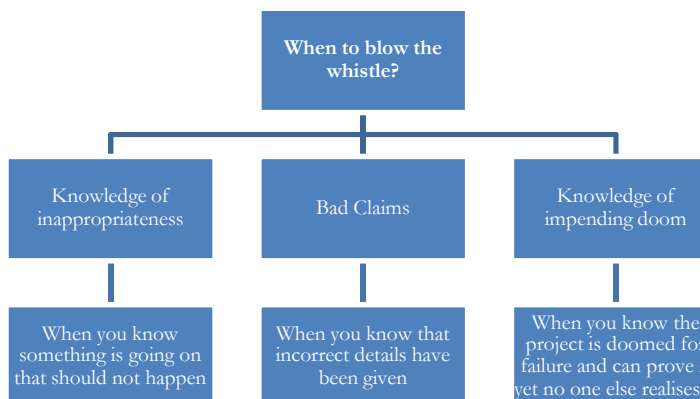 When to blow the
whistle?
Knowledge of
inappropriateness
Bad Claims
Knowledge of
impending doom
When you know
something is going on
that should not happen
When you know that
incorrect details have
been given
When you know the
project is doomed for
failure and can prove
yet no one else realises